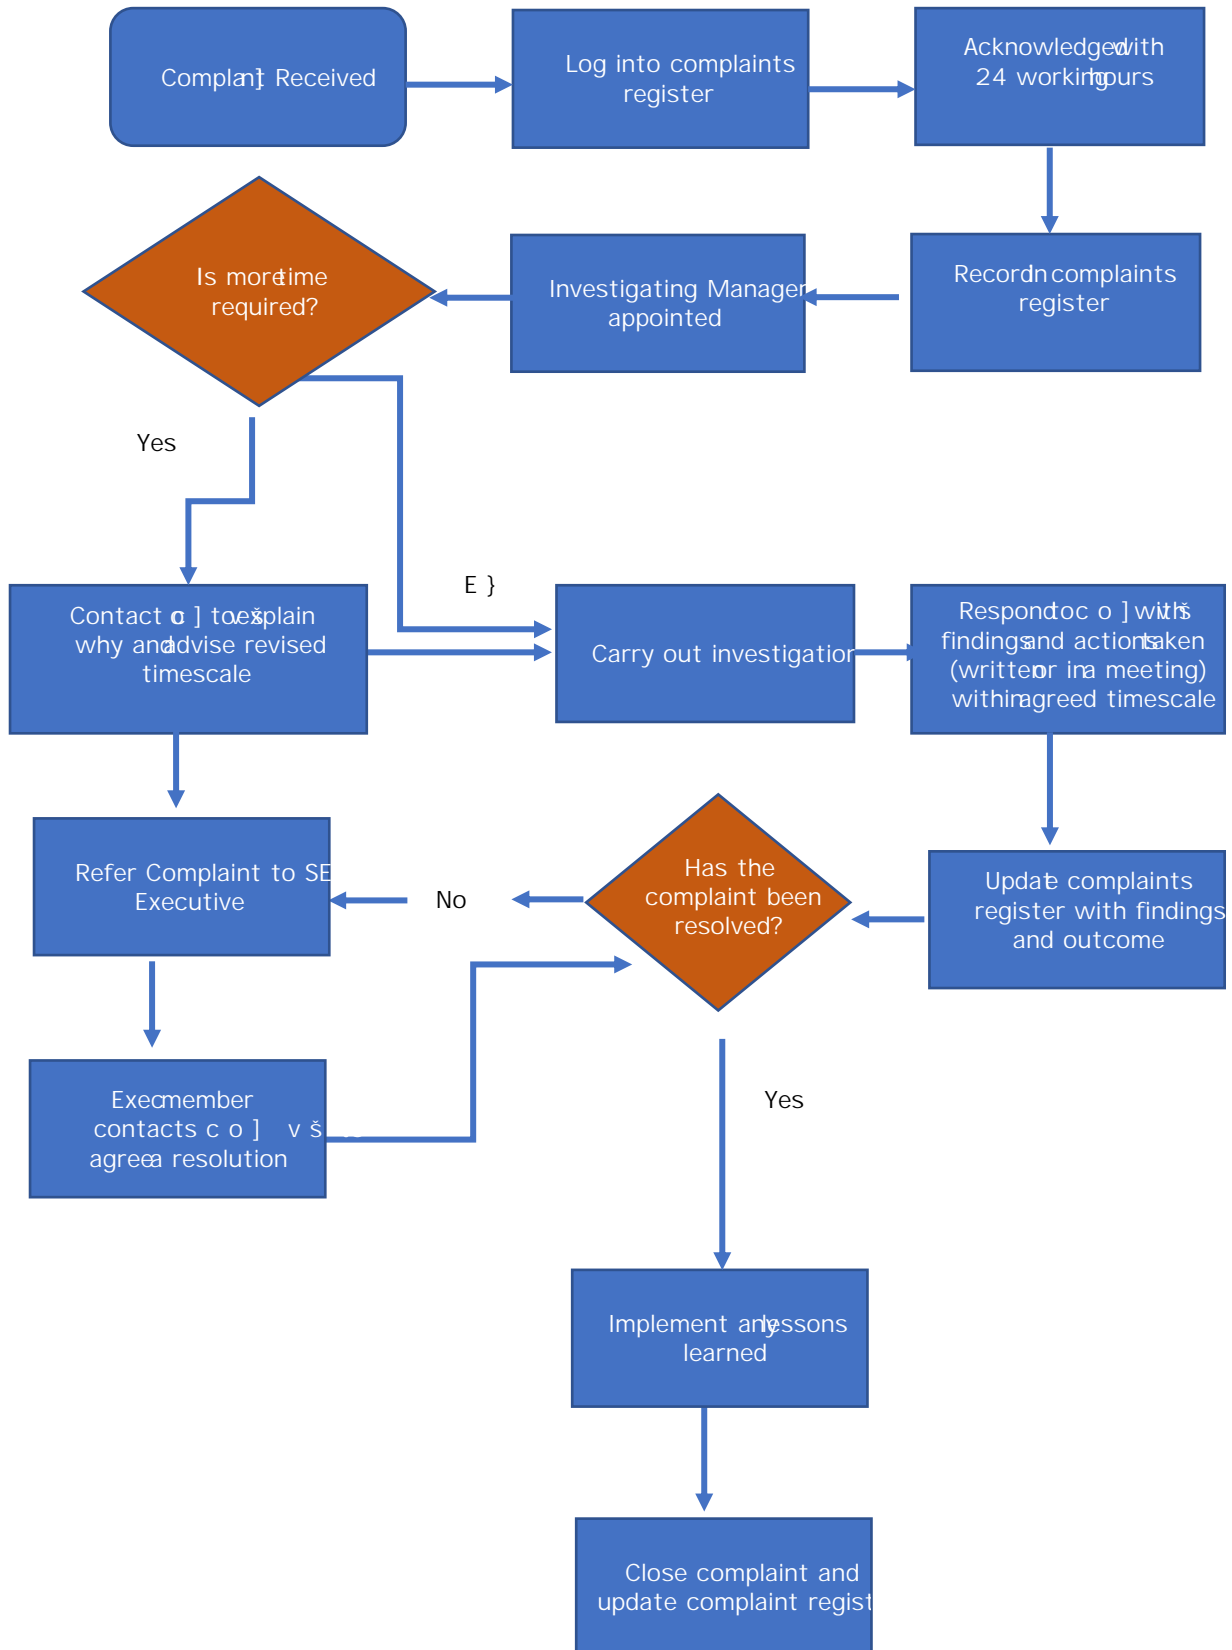 Complaint Received
Log into complaints
register
Acknowledged with
24 working hours
Is more time
required?
Investigating Manager
appointed
Record in complaints
register
Yes
Contact to explain
why and advise revised
timescale
Carry out investigation
Respond to with
findings and actions taken
(written or in a meeting)
within agreed timescale
Refer Complaint to SE
Executive
No
Has the
complaint been
resolved?
Update complaints
register with findings
and outcome
Exec member
contacts
agree a resolution
Yes
Implement any lessons
learned
Close complaint and
update complaint regist